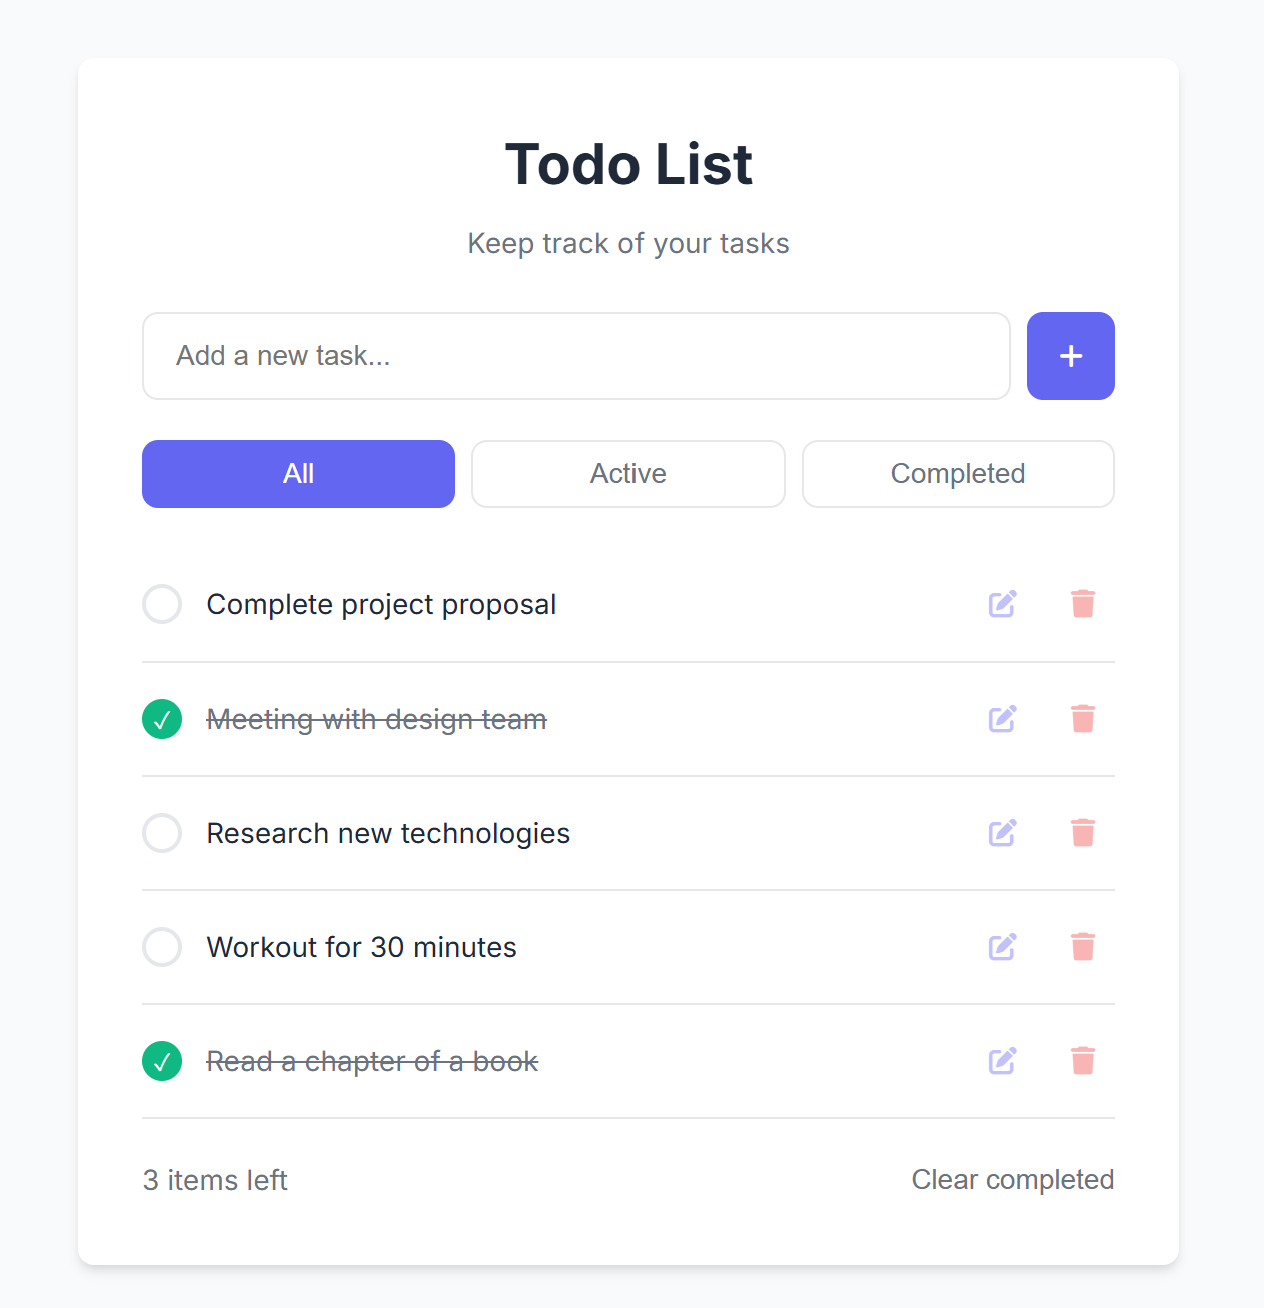 Todo List
Keep track of your tasks
Add a new task...
+
All Active Completed
Complete project proposal
Meeting with design team
Research new technologies
Workout for 30 minutes
Read a chapter of a book
3 items left Clear completed